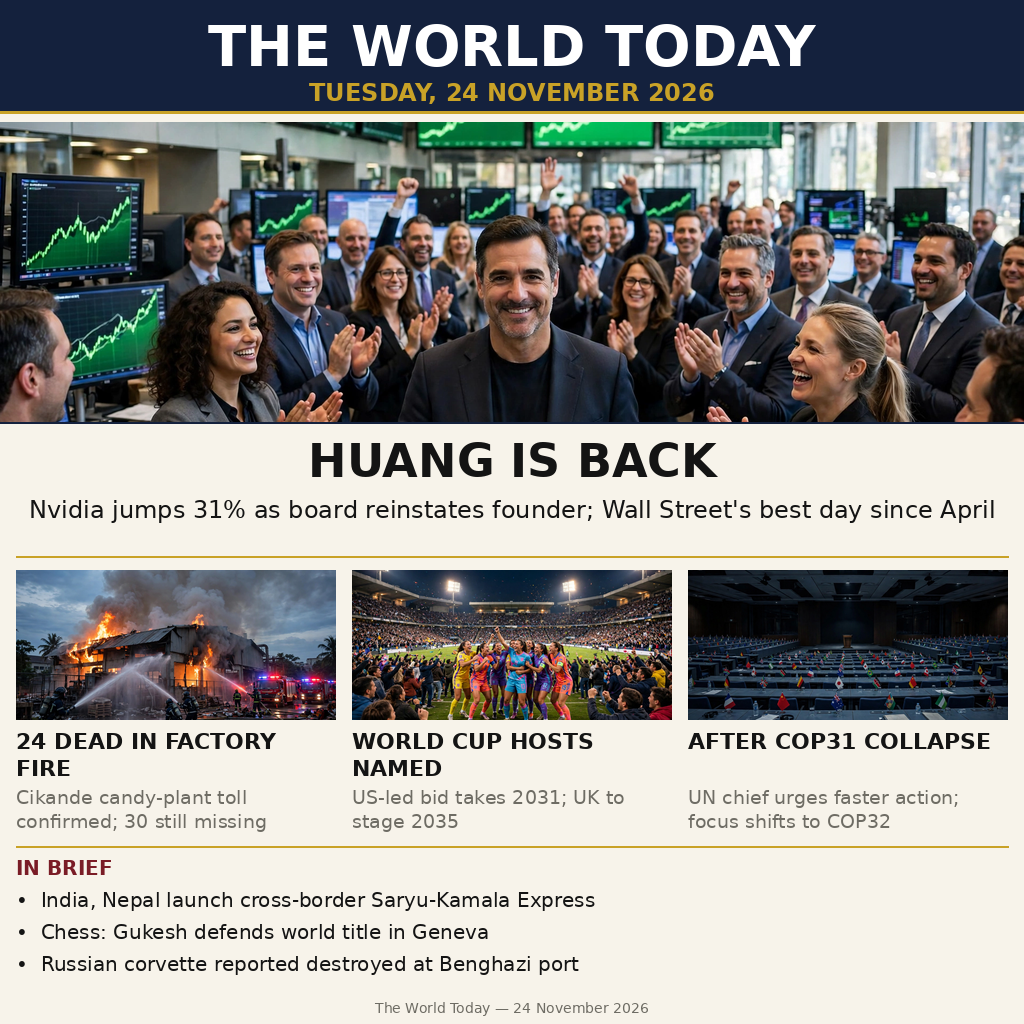 THE WORLD TODAY
TUESDAY, 24 NOVEMBER 2026
HUANG IS BACK
Nvidia jumps 31% as board reinstates founder; Wall Street's best day since April
24 DEAD IN FACTORY
FIRE
Cikande candy-plant toll
confirmed; 30 still missing
WORLD CUP HOSTS
NAMED
US-led bid takes 2031; UK to
stage 2035
AFTER COP31 COLLAPSE
UN chief urges faster action;
focus shifts to COP32
IN BRIEF
• India, Nepal launch cross-border Saryu-Kamala Express
• Chess: Gukesh defends world title in Geneva
• Russian corvette reported destroyed at Benghazi port
The World Today — 24 November 2026